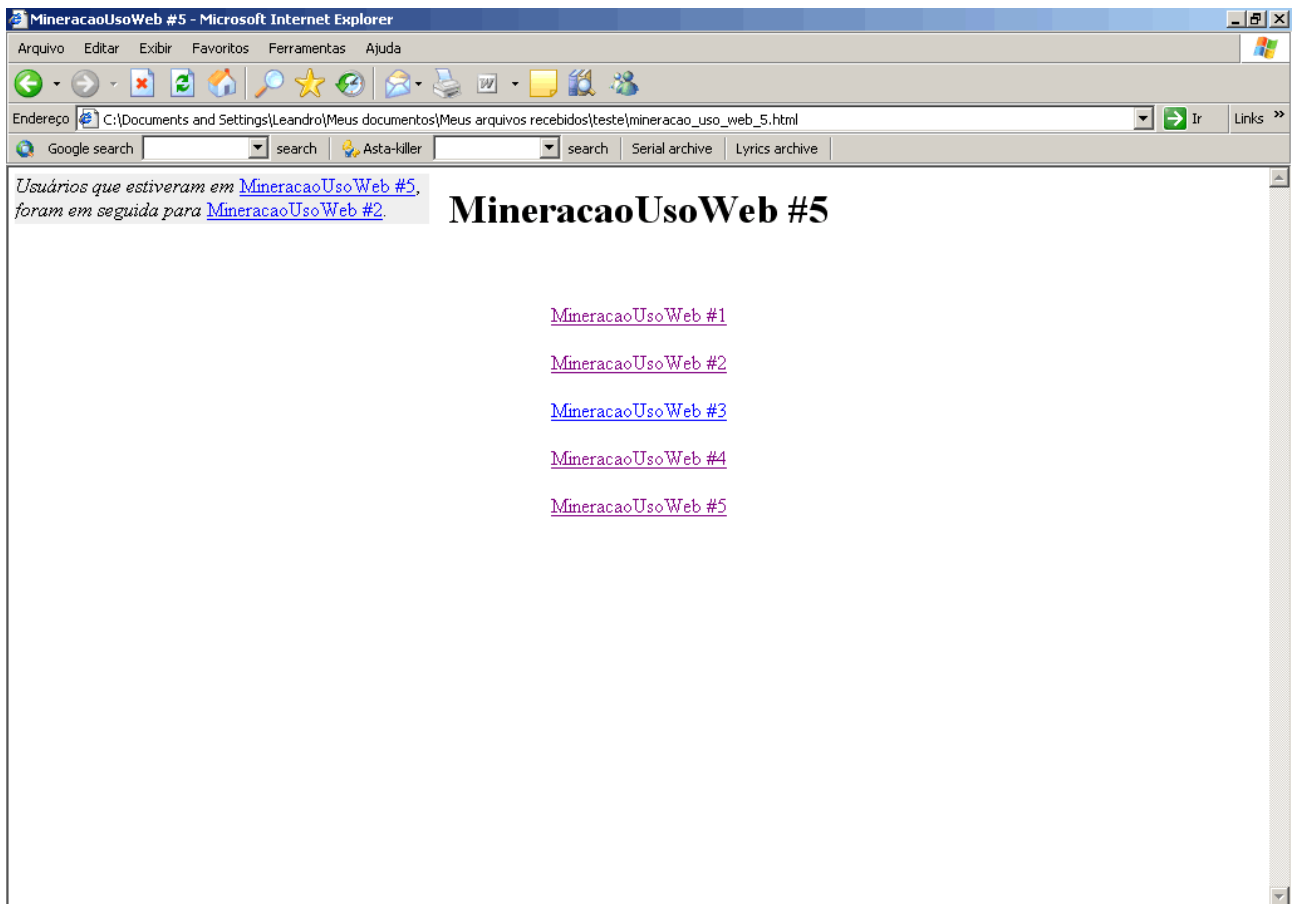 MineracaoUsoWeb #5 - Microsoft Internet Explorer
Arquivo Editar Exibir Favoritos Ferramentas Ajuda
Endereço C:\Documents and Settings\Leandro\Meus documentos\Meus arquivos recebidos\teste\mineracao_uso_web_5.html Ir Links »
Google search search Asta-killer search Serial archive Lyrics archive
Usuários que estiveram em MineracaoUsoWeb #5,
foram em seguida para MineracaoUsoWeb #2.
MineracaoUsoWeb #5
MineracaoUsoWeb #1
MineracaoUsoWeb #2
MineracaoUsoWeb #3
MineracaoUsoWeb #4
MineracaoUsoWeb #5